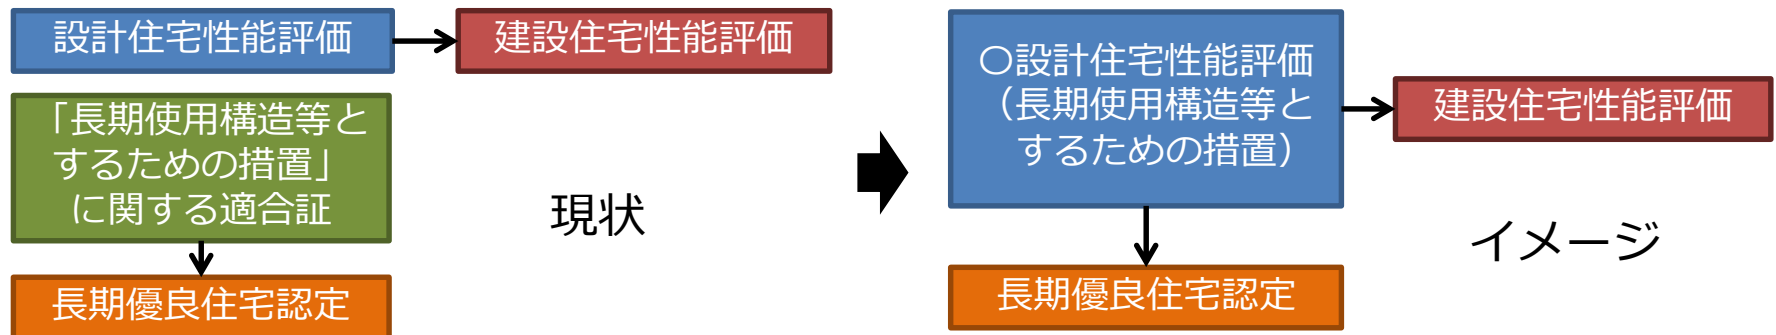 設計住宅性能評価
建設住宅性能評価
「長期使用構造等と
するための措置」
に関する適合証
長期優良住宅認定
現状
〇設計住宅性能評価
（長期使用構造等と
するための措置）
建設住宅性能評価
長期優良住宅認定
イメージ